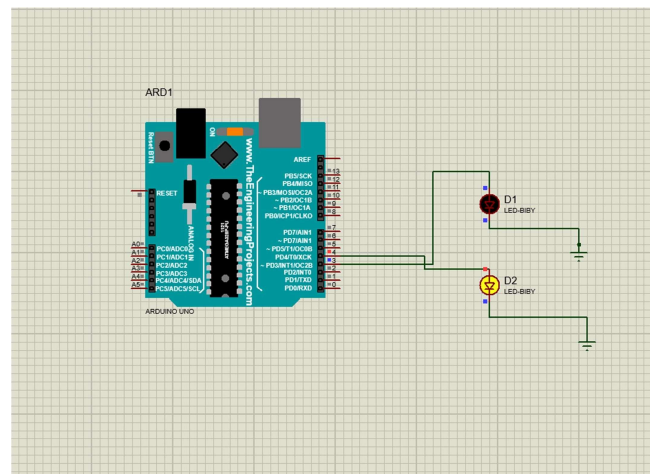 ARD1
Reset BTN
ON
www.TheEngineeringProjects.com
AREF
RESET
PB5/SCK 13
PB4/MISO 12
~ PB3/MOSI/OC2A 11
~ PB2/OC1B 10
~ PB1/OC1A 9
PB0/ICP1/CLKO 8
PD7/AIN1 7
~ PD7/AIN1 6
~ PD5/T1/OC0B 5
PD4/T0/XCK 4
~ PD3/INT1/OC2B 3
PD2/INT0 2
PD1/TXD 1
PD0/RXD 0
ANALOG IN
A0 PC0/ADC0
A1 PC1/ADC1
A2 PC2/ADC2
A3 PC3/ADC3
A4 PC4/ADC4/SDA
A5 PC5/ADC5/SCL
ARDUINO UNO
D1
LED-BIBY
D2
LED-BIBY